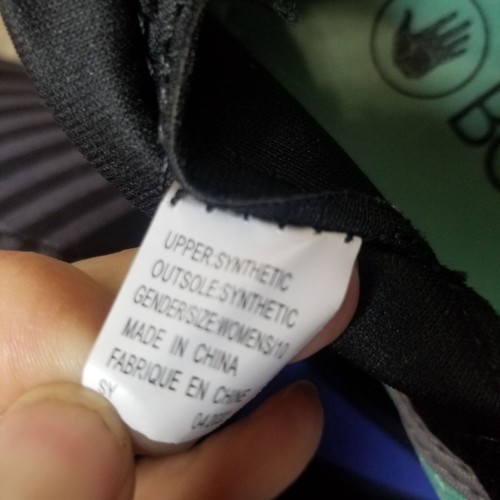 UPPER:SYNTHETIC
OUTSOLE:SYNTHETIC
GENDER/SIZE:WOMENS/10
MADE IN CHINA
FABRIQUE EN CHINE
SY